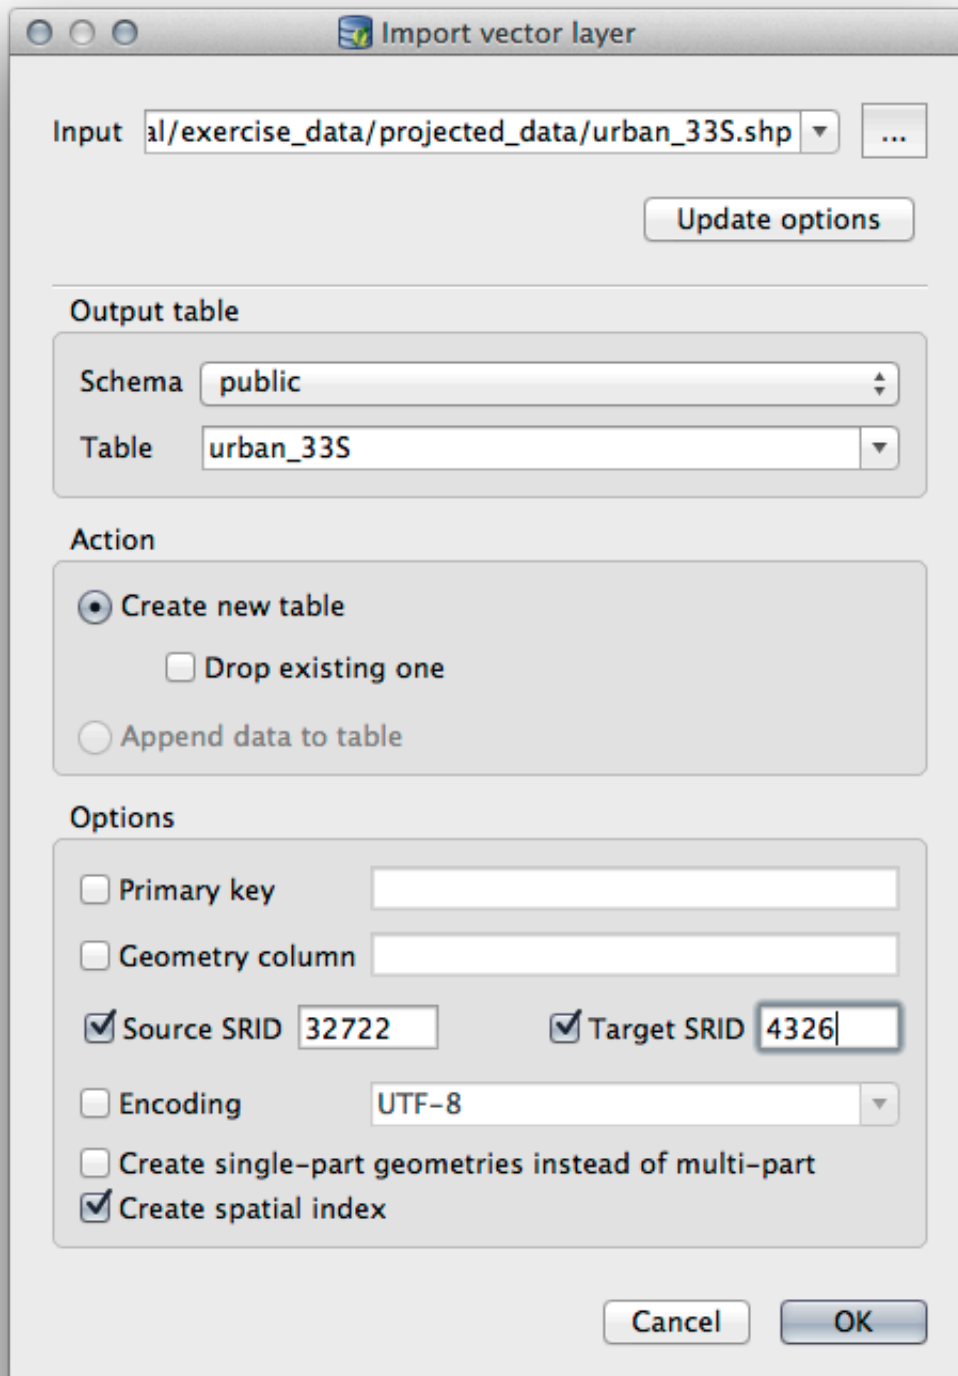 Import vector layer
Input al/exercise_data/projected_data/urban_33S.shp ...
Update options
Output table
Schema public
Table urban_33S
Action
Create new table
Drop existing one
Append data to table
Options
Primary key
Geometry column
Source SRID 32722 Target SRID 4326
Encoding UTF-8
Create single-part geometries instead of multi-part
Create spatial index
Cancel OK